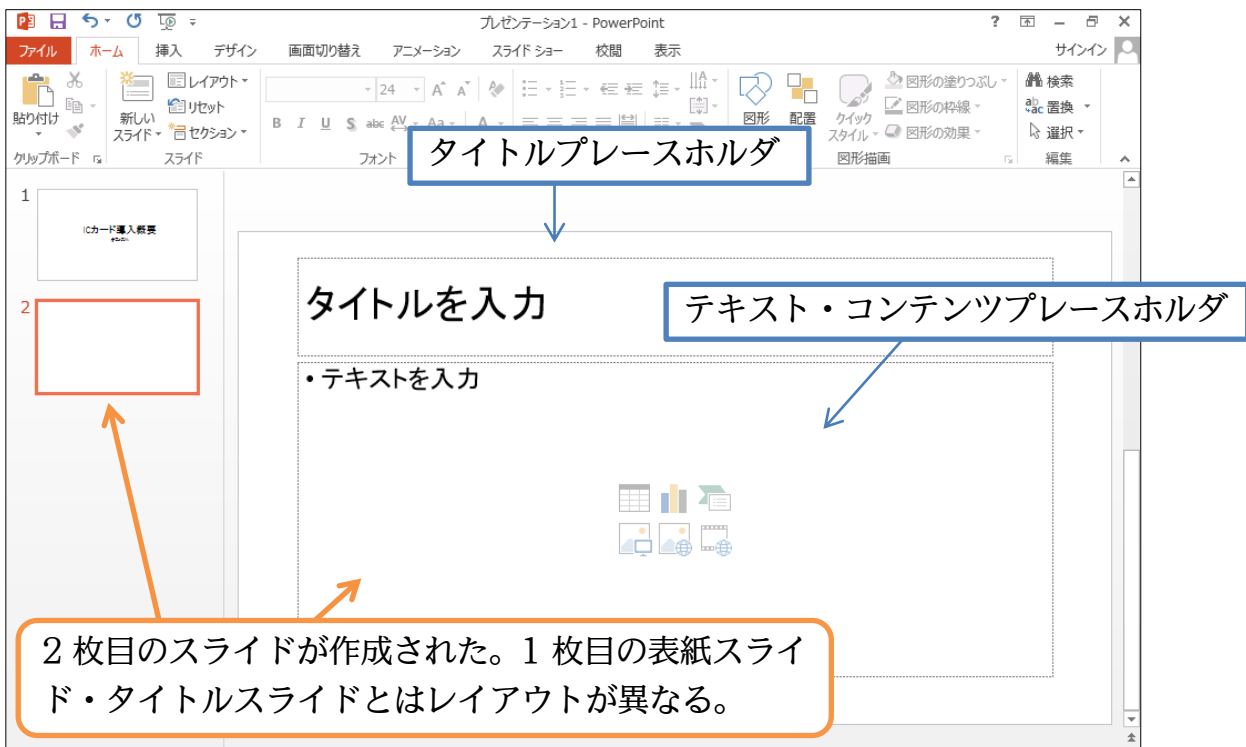 プレゼンテーション1 - PowerPoint
?
ファイル ホーム 挿入 デザイン 画面切り替え アニメーション スライド ショー 校閲 表示 サインイン
レイアウト 24 A A 図形の塗りつぶし 検索
リセット 図形の枠線 ab ac 置換
貼り付け 新しい スライド セクション B I U S abc AV Aa A 図形 配置 クイック スタイル 図形の効果 選択
クリップボード スライド フォント 図形描画 編集
タイトルプレースホルダ
1
ICカード導入概要
2
タイトルを入力
テキスト・コンテンツプレースホルダ
• テキストを入力
2 枚目のスライドが作成された。1 枚目の表紙スライ
ド・タイトルスライドとはレイアウトが異なる。